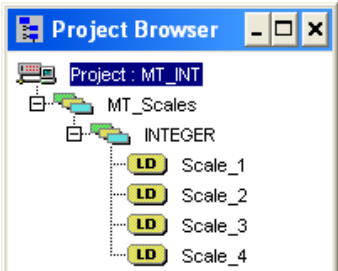 Project Browser
Project : MT_INT
MT_Scales
INTEGER
LD Scale_1
LD Scale_2
LD Scale_3
LD Scale_4